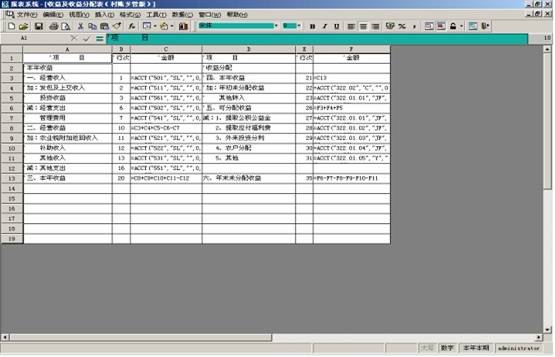 报表系统 - [收益及收益分配表（村账乡管版）]
文件(F) 编辑(E) 视图(V) 插入(I) 格式(S) 工具(T) 数据(C) 窗口(W) 帮助(H)
宋体 9
A1 = '项 目 10
A B C D E F
1 '项 目 '行次 '金额 '项 目 '行次 '金额
2 '本年收益 '收益分配
3 '一、经营收入 1 =ACCT("501","SL","",0, '四、本年收益 21 =C13
4 '加：发包及上交收入 2 =ACCT("511","SL","",0, '加：年初未分配收益 22 =ACCT("322.02","C","",0
5 '投资收益 3 =ACCT("531","SL","",0, '其他转入 23 =ACCT("322.01.01","JF",
6 '减：经营支出 6 =ACCT("502","SL","",0, '五、可分配收益 26 =F3+F4+F5
7 '管理费用 7 =ACCT("541","SL","",0, '减：1、提取公积公益金 27 =ACCT("322.01.01","JF",
8 '二、经营收益 10 =C3+C4+C5-C6-C7 '2、提取应付福利费 28 =ACCT("322.01.02","JF",
9 '加：农业税附加返还收入 11 =ACCT("521","SL","",0, '3、外来投资分利 29 =ACCT("322.01.03","JF",
10 '补助收入 12 =ACCT("522","SL","",0, '4、农户分配 30 =ACCT("322.01.04","JF",
11 '其他收入 13 =ACCT("531","SL","",0, '5、其他 31 =ACCT("322.01.05","Y","
12 '减：其他支出 16 =ACCT("551","SL","",0,
13 '三、本年收益 20 =C8+C9+C10+C11-C12 '六、年末未分配收益 35 =F6-F7-F8-F9-F10-F11
14
15
16
17
18
19
大写 数字 本年本期 administrator